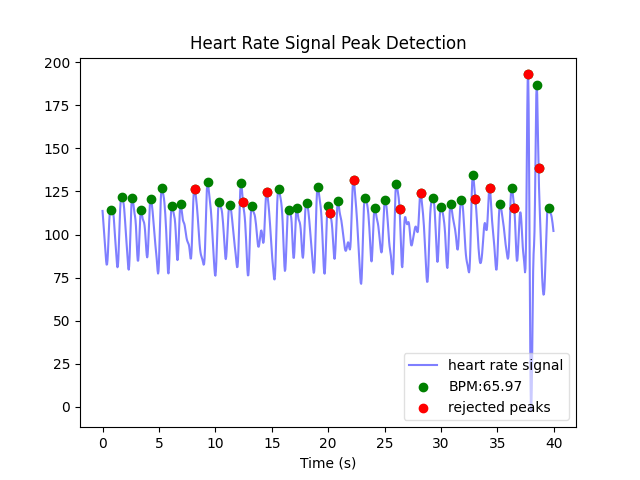 Heart Rate Signal Peak Detection
200
175
150
125
100
75
50
25
0
heart rate signal
BPM:65.97
rejected peaks
0 5 10 15 20 25 30 35 40
Time (s)